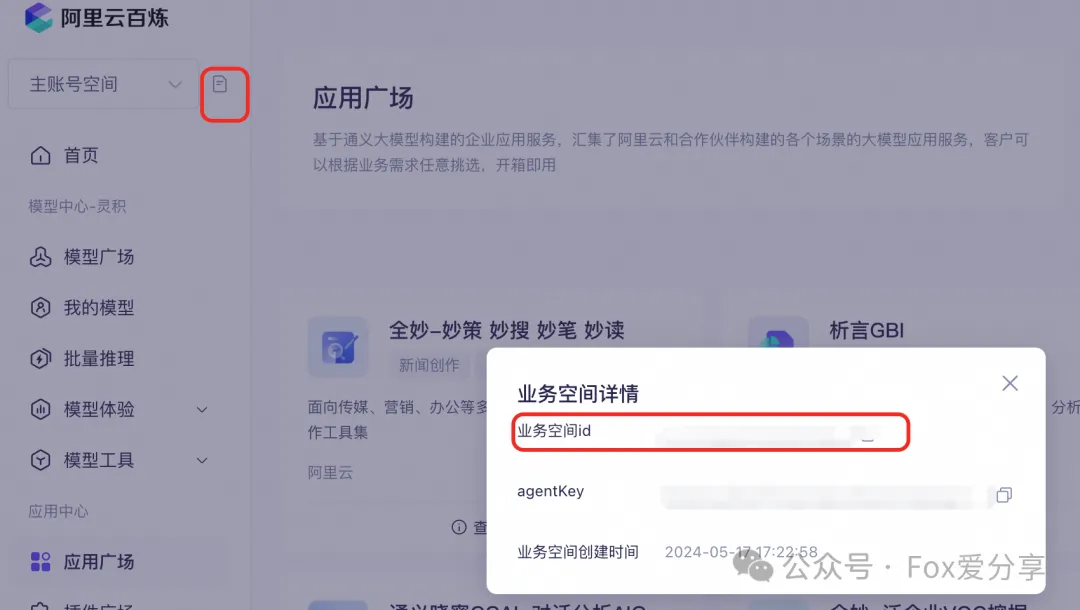 阿里云百炼
主账号空间
首页
模型中心-灵积
模型广场
我的模型
批量推理
模型体验
模型工具
应用中心
应用广场
应用广场
基于通义大模型构建的企业应用服务，汇集了阿里云和合作伙伴构建的各个场景的大模型应用服务，客户可
以根据业务需求任意挑选，开箱即用
全妙-妙策 妙搜 妙笔 妙读
新闻创作
面向传媒、营销、办公等多
作工具集
阿里云
查
析言GBI
分析
业务空间详情
业务空间id
agentKey
业务空间创建时间 2024-05-17 17:22:58
公众号 · Fox爱分享